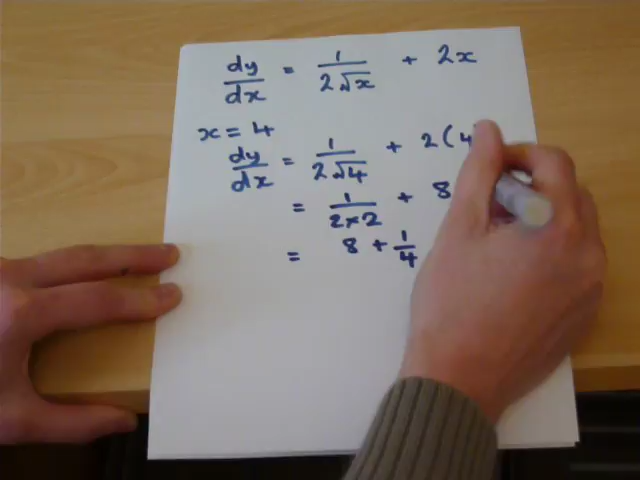 dy/dx = 1/(2√x) + 2x
x = 4
dy/dx = 1/(2√4) + 2(4
= 1/(2×2) + 8
= 8 + 1/4